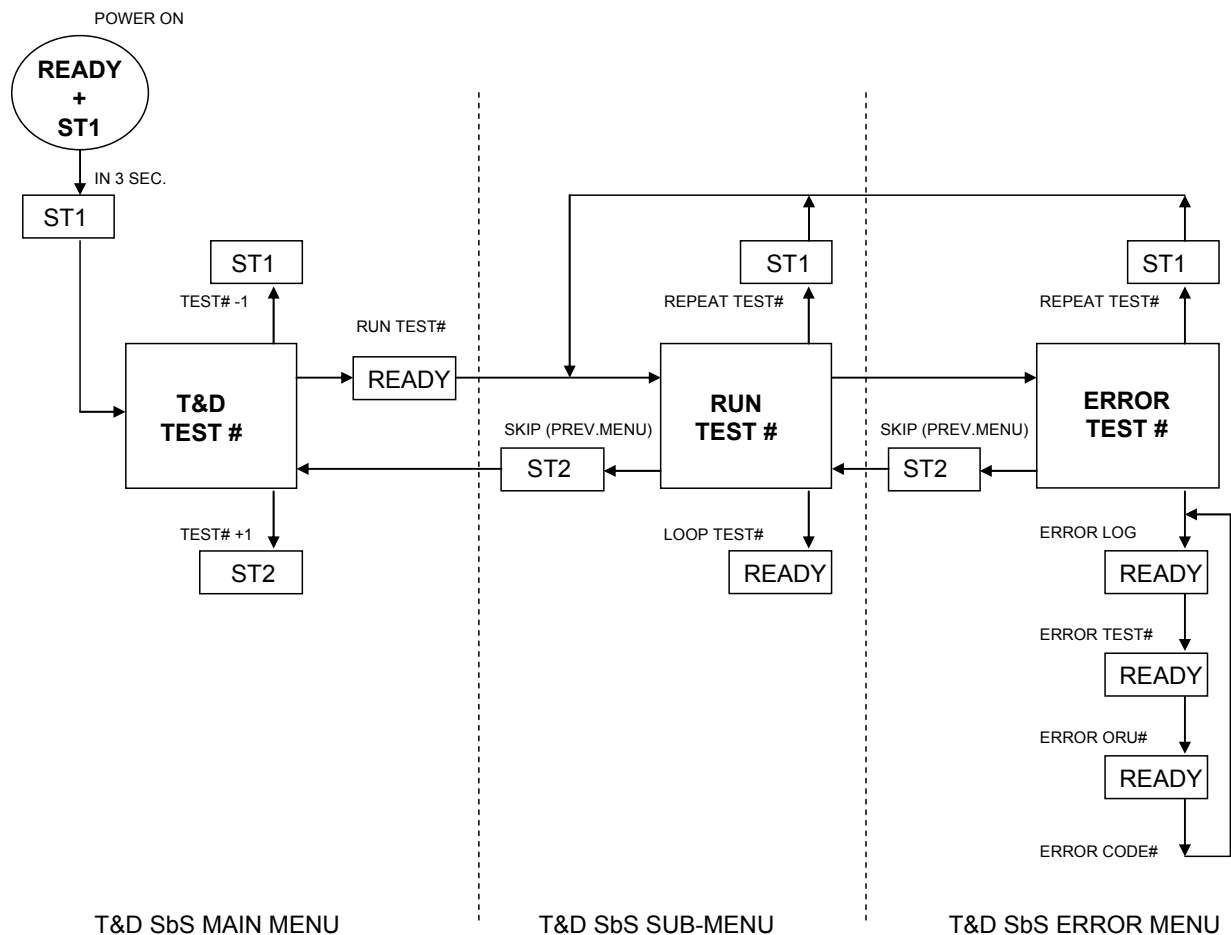 POWER ON
READY
+
ST1
IN 3 SEC.
ST1
ST1
TEST# -1
RUN TEST#
READY
T&D
TEST #
TEST# +1
ST2
ST1
REPEAT TEST#
RUN
TEST #
SKIP (PREV.MENU)
ST2
LOOP TEST#
READY
ST1
REPEAT TEST#
ERROR
TEST #
SKIP (PREV.MENU)
ST2
ERROR LOG
READY
ERROR TEST#
READY
ERROR ORU#
READY
ERROR CODE#
T&D SbS MAIN MENU
T&D SbS SUB-MENU
T&D SbS ERROR MENU